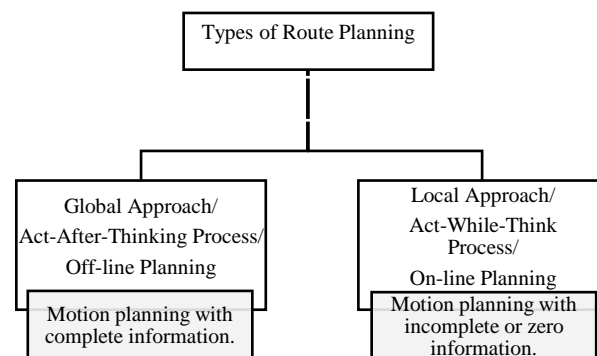 Types of Route Planning
Global Approach/
Act-After-Thinking Process/
Off-line Planning
Motion planning with
complete information.
Local Approach/
Act-While-Think
Process/
On-line Planning
Motion planning with
incomplete or zero
information.